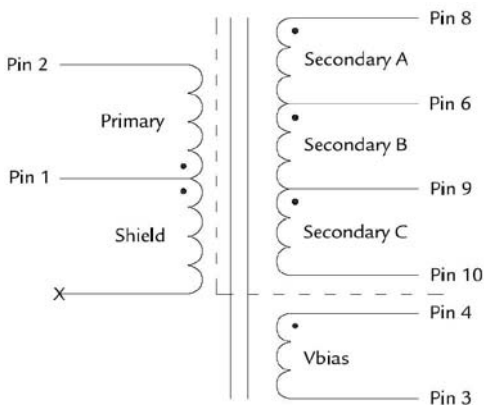 Pin 8
Pin 2
Secondary A
Pin 6
Primary
Secondary B
Pin 1
Pin 9
Shield
Secondary C
Pin 10
X
Pin 4
Vbias
Pin 3